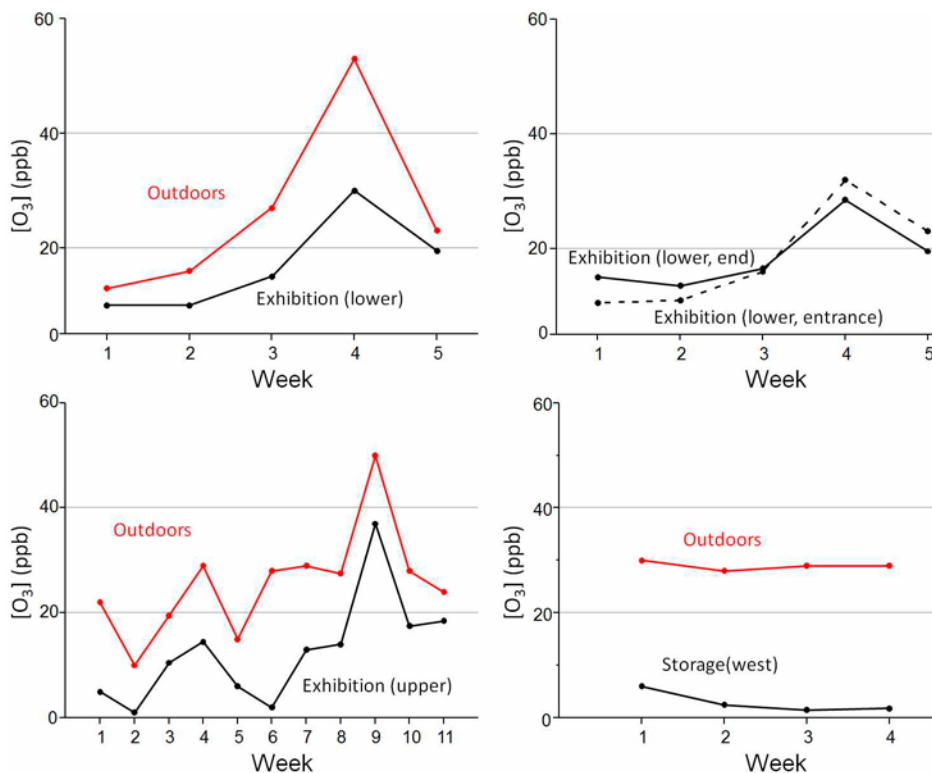 60
40
20
0
[O₃] (ppb)
Outdoors
Exhibition (lower)
1 2 3 4 5
Week
60
40
20
0
[O₃] (ppb)
Exhibition (lower, end)
Exhibition (lower, entrance)
1 2 3 4 5
Week
60
40
20
0
[O₃] (ppb)
Outdoors
Exhibition (upper)
1 2 3 4 5 6 7 8 9 10 11
Week
60
40
20
0
[O₃] (ppb)
Outdoors
Storage(west)
1 2 3 4
Week